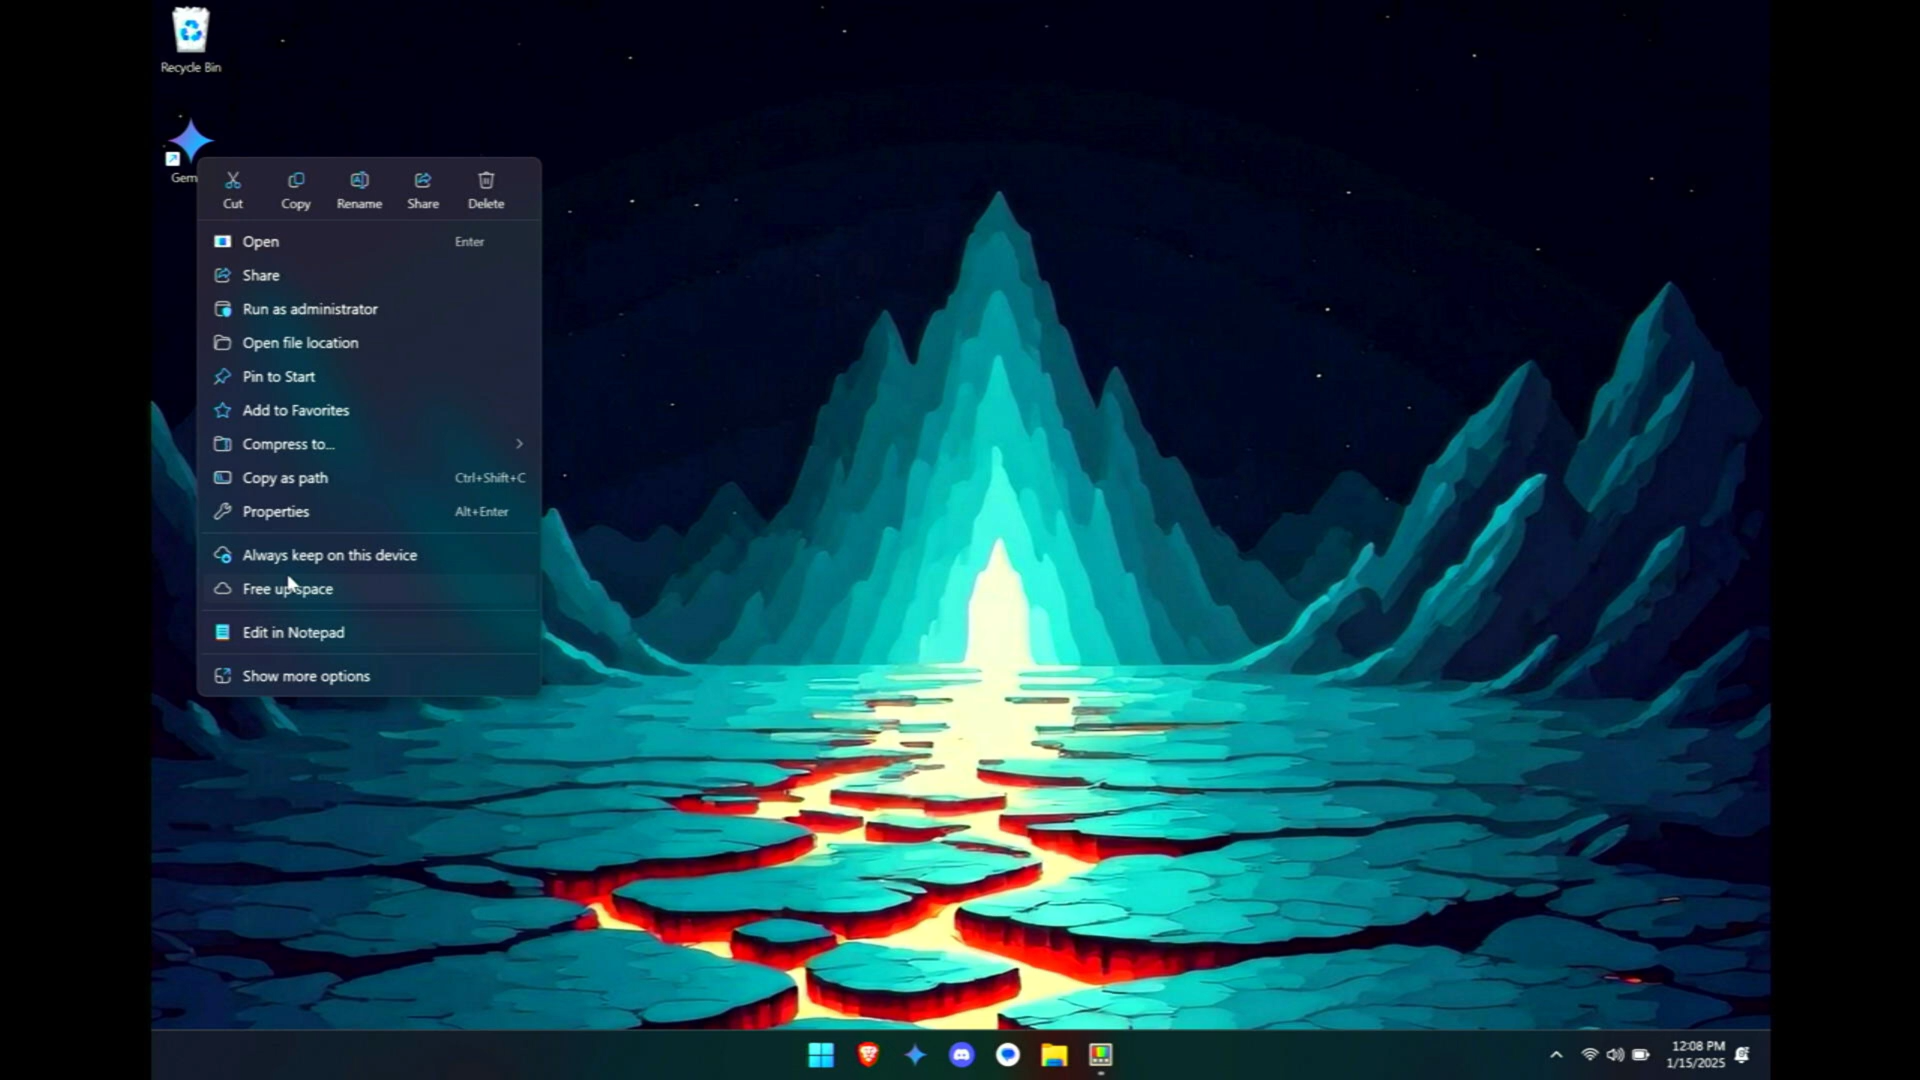 Recycle Bin
Gem
Cut Copy Rename Share Delete
Open Enter
Share
Run as administrator
Open file location
Pin to Start
Add to Favorites
Compress to...
Copy as path Ctrl+Shift+C
Properties Alt+Enter
Always keep on this device
Free up space
Edit in Notepad
Show more options
12:08 PM
1/15/2025